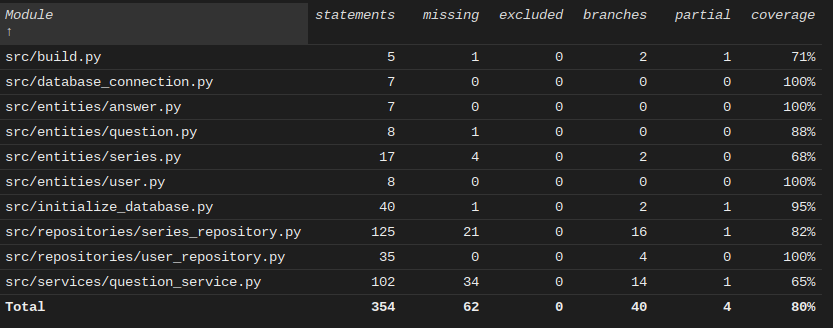 Module statements missing excluded branches partial coverage
↑
src/build.py 5 1 0 2 1 71%
src/database_connection.py 7 0 0 0 0 100%
src/entities/answer.py 7 0 0 0 0 100%
src/entities/question.py 8 1 0 0 0 88%
src/entities/series.py 17 4 0 2 0 68%
src/entities/user.py 8 0 0 0 0 100%
src/initialize_database.py 40 1 0 2 1 95%
src/repositories/series_repository.py 125 21 0 16 1 82%
src/repositories/user_repository.py 35 0 0 4 0 100%
src/services/question_service.py 102 34 0 14 1 65%
Total 354 62 0 40 4 80%